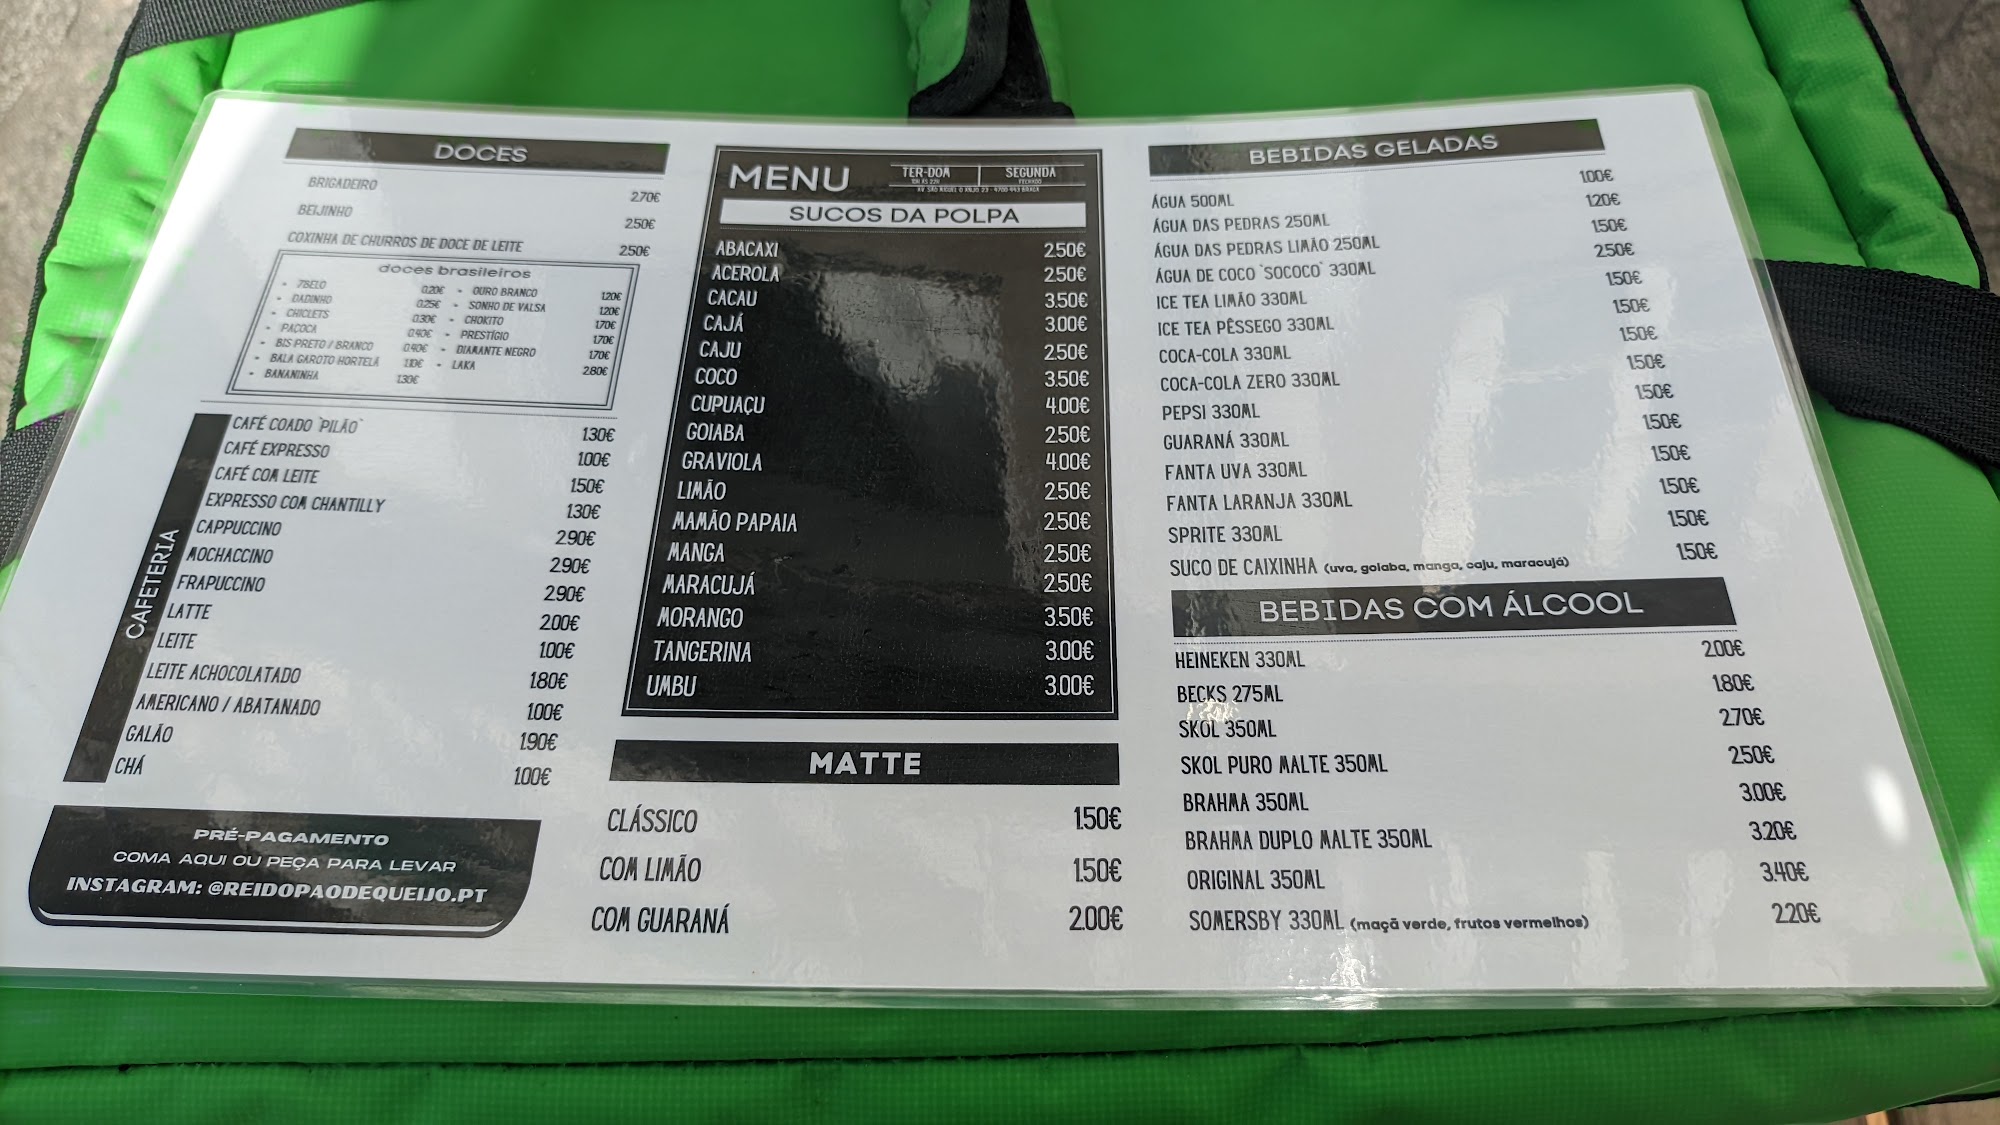 DOCES
BRIGADEIRO 2.70€
BEIJINHO 2.50€
COXINHA DE CHURROS DE DOCE DE LEITE 2.50€
doces brasileiros
- 7BELO 0.20€
- DADINHO 0.25€
- CHICLETS 0.30€
- PAÇOCA 0.40€
- BIS PRETO / BRANCO 0.40€
- BALA GAROTO HORTELÃ 1.10€
- BANANINHA 1.30€
- OURO BRANCO 1.20€
- SONHO DE VALSA 1.20€
- CHOKITO 1.70€
- PRESTÍGIO 1.70€
- DIAMANTE NEGRO 1.70€
- LAKA 2.80€
CAFETERIA
CAFÉ COADO "PILÃO" 1.30€
CAFÉ EXPRESSO 1.00€
CAFÉ COM LEITE 1.50€
EXPRESSO COM CHANTILLY 1.30€
CAPPUCCINO 2.90€
MOCHACCINO 2.90€
FRAPUCCINO 2.90€
LATTE 2.00€
LEITE 1.00€
LEITE ACHOCOLATADO 1.80€
AMERICANO / ABATANADO 1.00€
GALÃO 1.90€
CHÁ 1.00€
PRÉ-PAGAMENTO
COMA AQUI OU PEÇA PARA LEVAR
INSTAGRAM: @REIDOPAODEQUEIJO.PT
MENU
TER-DOM
10H ÀS 22H
SEGUNDA
FECHADO
AV. SÃO MIGUEL O ANJO 23 - 4700-443 BRAGA
SUCOS DA POLPA
ABACAXI 2.50€
ACEROLA 2.50€
CACAU 3.50€
CAJÁ 3.00€
CAJU 2.50€
COCO 3.50€
CUPUAÇU 4.00€
GOIABA 2.50€
GRAVIOLA 4.00€
LIMÃO 2.50€
MAMÃO PAPAIA 2.50€
MANGA 2.50€
MARACUJÁ 2.50€
MORANGO 3.50€
TANGERINA 3.00€
UMBU 3.00€
MATTE
CLÁSSICO 1.50€
COM LIMÃO 1.50€
COM GUARANÁ 2.00€
BEBIDAS GELADAS
ÁGUA 500ML 1.00€
ÁGUA DAS PEDRAS 250ML 1.20€
ÁGUA DAS PEDRAS LIMÃO 250ML 1.50€
ÁGUA DE COCO "SOCOCO" 330ML 2.50€
ICE TEA LIMÃO 330ML 1.50€
ICE TEA PÊSSEGO 330ML 1.50€
COCA-COLA 330ML 1.50€
COCA-COLA ZERO 330ML 1.50€
PEPSI 330ML 1.50€
GUARANÁ 330ML 1.50€
FANTA UVA 330ML 1.50€
FANTA LARANJA 330ML 1.50€
SPRITE 330ML 1.50€
SUCO DE CAIXINHA (uva, goiaba, manga, caju, maracujá) 1.50€
BEBIDAS COM ÁLCOOL
HEINEKEN 330ML 2.00€
BECKS 275ML 1.80€
SKOL 350ML 2.70€
SKOL PURO MALTE 350ML 2.50€
BRAHMA 350ML 3.00€
BRAHMA DUPLO MALTE 350ML 3.20€
ORIGINAL 350ML 3.40€
SOMERSBY 330ML (maçã verde, frutos vermelhos) 2.20€